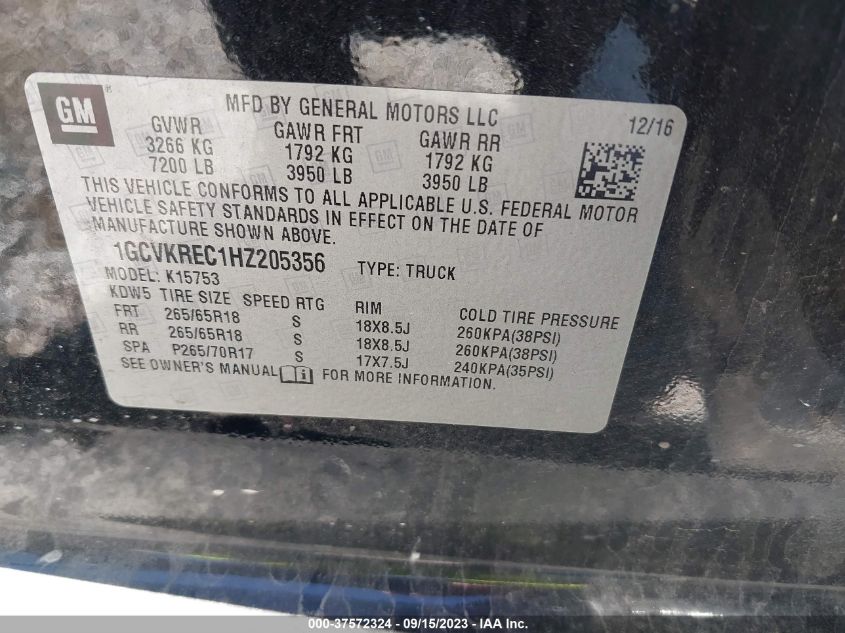 GM ®
MFD BY GENERAL MOTORS LLC
12/16
GVWR GAWR FRT GAWR RR
3266 KG 1792 KG 1792 KG
7200 LB 3950 LB 3950 LB
THIS VEHICLE CONFORMS TO ALL APPLICABLE U.S. FEDERAL MOTOR
VEHICLE SAFETY STANDARDS IN EFFECT ON THE DATE OF
MANUFACTURE SHOWN ABOVE.
1GCVKREC1HZ205356 TYPE: TRUCK
MODEL: K15753
KDW5 TIRE SIZE SPEED RTG RIM COLD TIRE PRESSURE
FRT 265/65R18 S 18X8.5J 260KPA(38PSI)
RR 265/65R18 S 18X8.5J 260KPA(38PSI)
SPA P265/70R17 S 17X7.5J 240KPA(35PSI)
SEE OWNER'S MANUAL i FOR MORE INFORMATION.
000-37572324 - 09/15/2023 - IAA Inc.